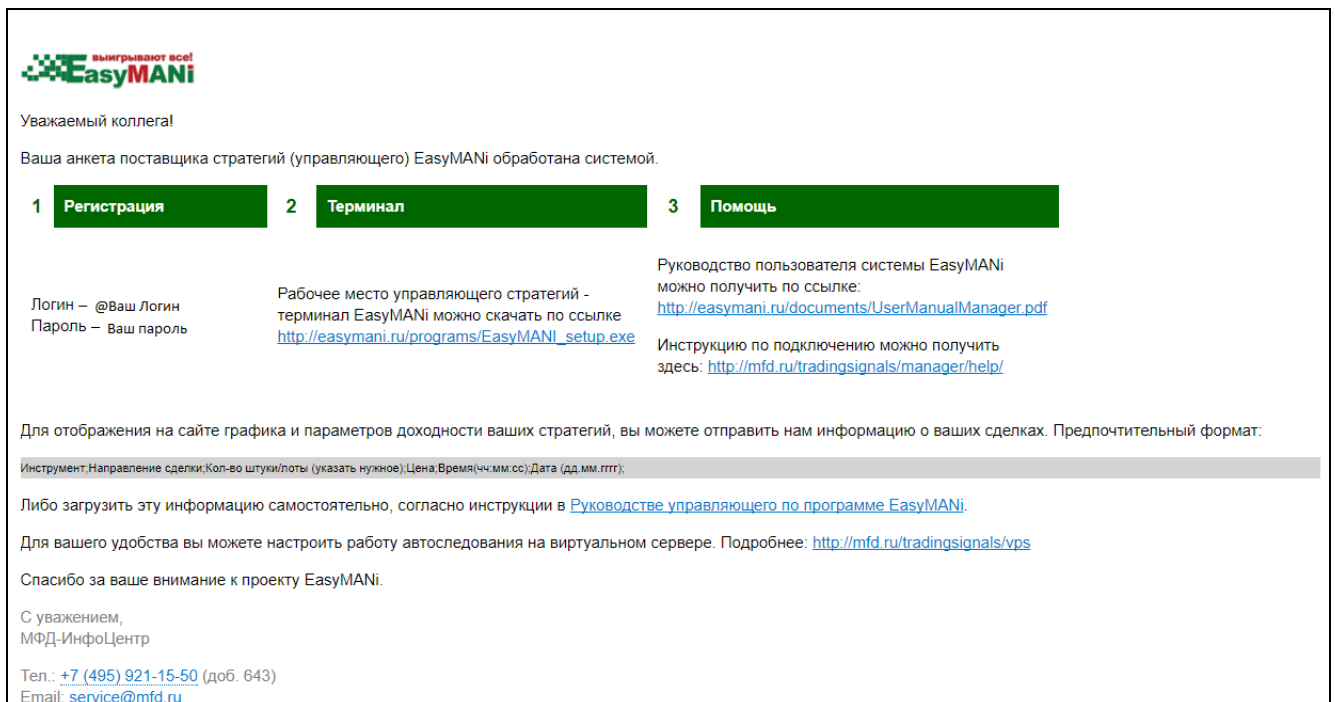 выигрывают все!
EasyMANi
Уважаемый коллега!
Ваша анкета поставщика стратегий (управляющего) EasyMANi обработана системой.
1 Регистрация 2 Терминал 3 Помощь
Логин – @Ваш Логин
Пароль – Ваш пароль
Рабочее место управляющего стратегий -
терминал EasyMANi можно скачать по ссылке
http://easymani.ru/programs/EasyMANI_setup.exe
Руководство пользователя системы EasyMANi
можно получить по ссылке:
http://easymani.ru/documents/UserManualManager.pdf
Инструкцию по подключению можно получить
здесь: http://mfd.ru/tradingsignals/manager/help/
Для отображения на сайте графика и параметров доходности ваших стратегий, вы можете отправить нам информацию о ваших сделках. Предпочтительный формат:
Инструмент;Направление сделки;Кол-во штуки/лоты (указать нужное);Цена;Время(чч:мм:сс);Дата (дд.мм.гггг);
Либо загрузить эту информацию самостоятельно, согласно инструкции в Руководстве управляющего по программе EasyMANi.
Для вашего удобства вы можете настроить работу автоследования на виртуальном сервере. Подробнее: http://mfd.ru/tradingsignals/vps
Спасибо за ваше внимание к проекту EasyMANi.
С уважением,
МФД-ИнфоЦентр
Тел.: +7 (495) 921-15-50 (доб. 643)
Email: service@mfd.ru